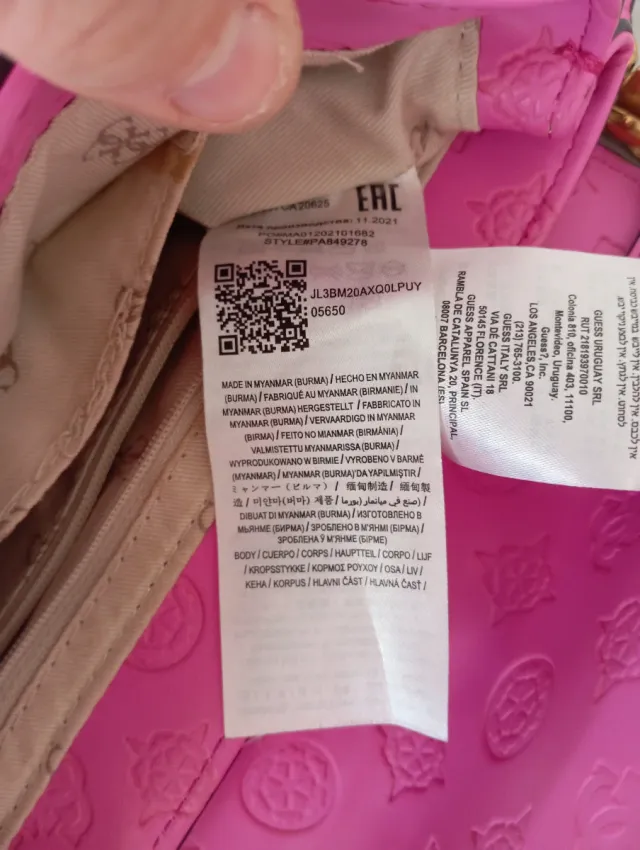 CA20625
EAC
11.2021
PO#MA01202101682
STYLE#PA849278
JL3BM20AXQ0LPUY
05650
MADE IN MYANMAR (BURMA) / HECHO EN MYANMAR
(BURMA) / FABRIQUÉ AU MYANMAR (BIRMANIE) / IN
MYANMAR (BURMA) HERGESTELLT / FABBRICATO IN
MYANMAR (BURMA) / VERVAARDIGD IN MYANMAR
(BIRMA) / FEITO NO MIANMAR (BIRMÂNIA) /
VALMISTETTU MYANMARISSA (BURMA) /
WYPRODUKOWANO W BIRMIE / VYROBENO V BARMĚ
(MYANMAR) / MYANMAR (BURMA)'DA YAPILMIŞTIR /
ミャンマー (ビルマ) / 缅甸制造 / 緬甸製
造 / 미얀마(버마) 제품 / صنع في ميانمار (بورما) /
DIBUAT DI MYANMAR (BURMA) / ИЗГОТОВЛЕНО В
МЬЯНМЕ (БИРМА) / ЗРОБЛЕНО В М'ЯНМІ (БІРМА) /
ЗРОБЛЕНА Ў М'ЯНМЕ (БІРМЕ)
BODY / CUERPO / CORPS / HAUPTTEIL / CORPO / LIJF
/ KROPSSTYKKE / ΚΟΡΜΟΣ ΡΟΥΧΟΥ / OSA / LIV /
KEHA / KORPUS / HLAVNI ČÁST / HLAVNÁ ČASŤ /
GUESS URUGUAY SRL
RUT 218193970010
Colonia 810, oficina 403, 11100,
Montevideo, Uruguay.
Guess?, Inc.
LOS ANGELES, CA 90021
(213) 765-3100.
GUESS ITALY SRL
VIA DE CATTANI 18
50145 FLORENCE (IT)
GUESS APPAREL SPAIN SL
RAMBLA DE CATALUNYA 20, PRINCIPAL
08007 BARCELONA (ES)